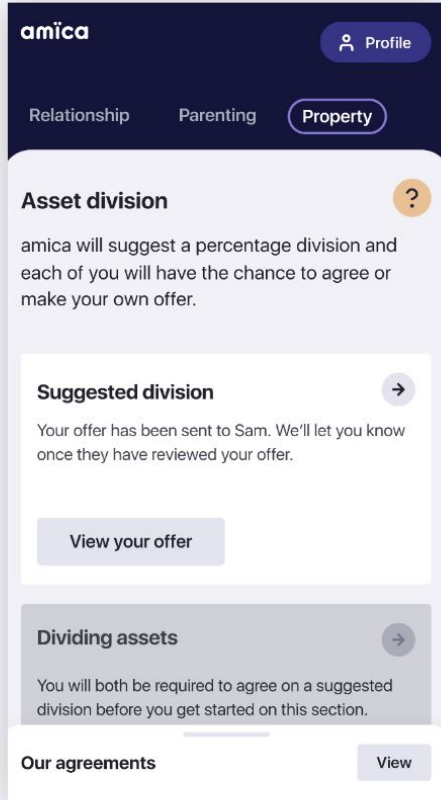 amïca
Profile
Relationship
Parenting
Property
Asset division
?
amica will suggest a percentage division and
each of you will have the chance to agree or
make your own offer.
Suggested division
Your offer has been sent to Sam. We'll let you know
once they have reviewed your offer.
View your offer
Dividing assets
You will both be required to agree on a suggested
division before you get started on this section.
Our agreements
View